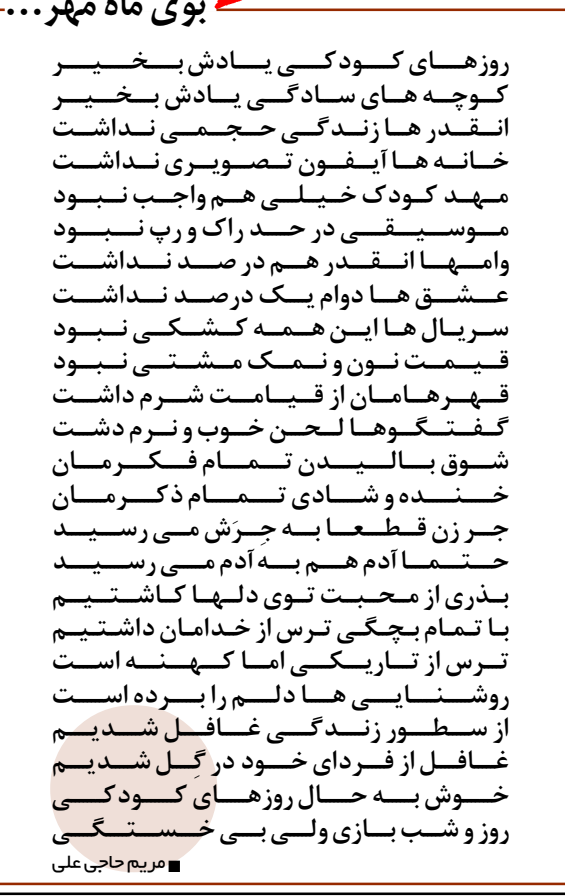 بوی ماه مهر...
روزهای کودکی یادش بخیر
کوچه های سادگی یادش بخیر
انقدر ها زندگی حجمی نداشت
خانه ها آیفون تصویری نداشت
مهد کودک خیلی هم واجب نبود
موسیقی در حد راک و رپ نبود
وامها انقدر هم در صد نداشت
عشق ها دوام یک درصد نداشت
سریال ها این همه کشکی نبود
قیمت نون و نمک مشتی نبود
قهرهامان از قیامت شرم داشت
گفتگوها لحن خوب و نرم دشت
شوق بالیدن تمام فکرمان
خنده و شادی تمام ذکرمان
جر زن قطعا به جِرَش می رسید
حتما آدم هم به آدم می رسید
بذری از محبت توی دلها کاشتیم
با تمام بچگی ترس از خدامان داشتیم
ترس از تاریکی اما کهنه است
روشنایی ها دلم را برده است
از سطور زندگی غافل شدیم
غافل از فردای خود در گِل شدیم
خوش به حال روزهای کودکی
روز و شب بازی ولی بی خستگی
■ مریم حاجی علی